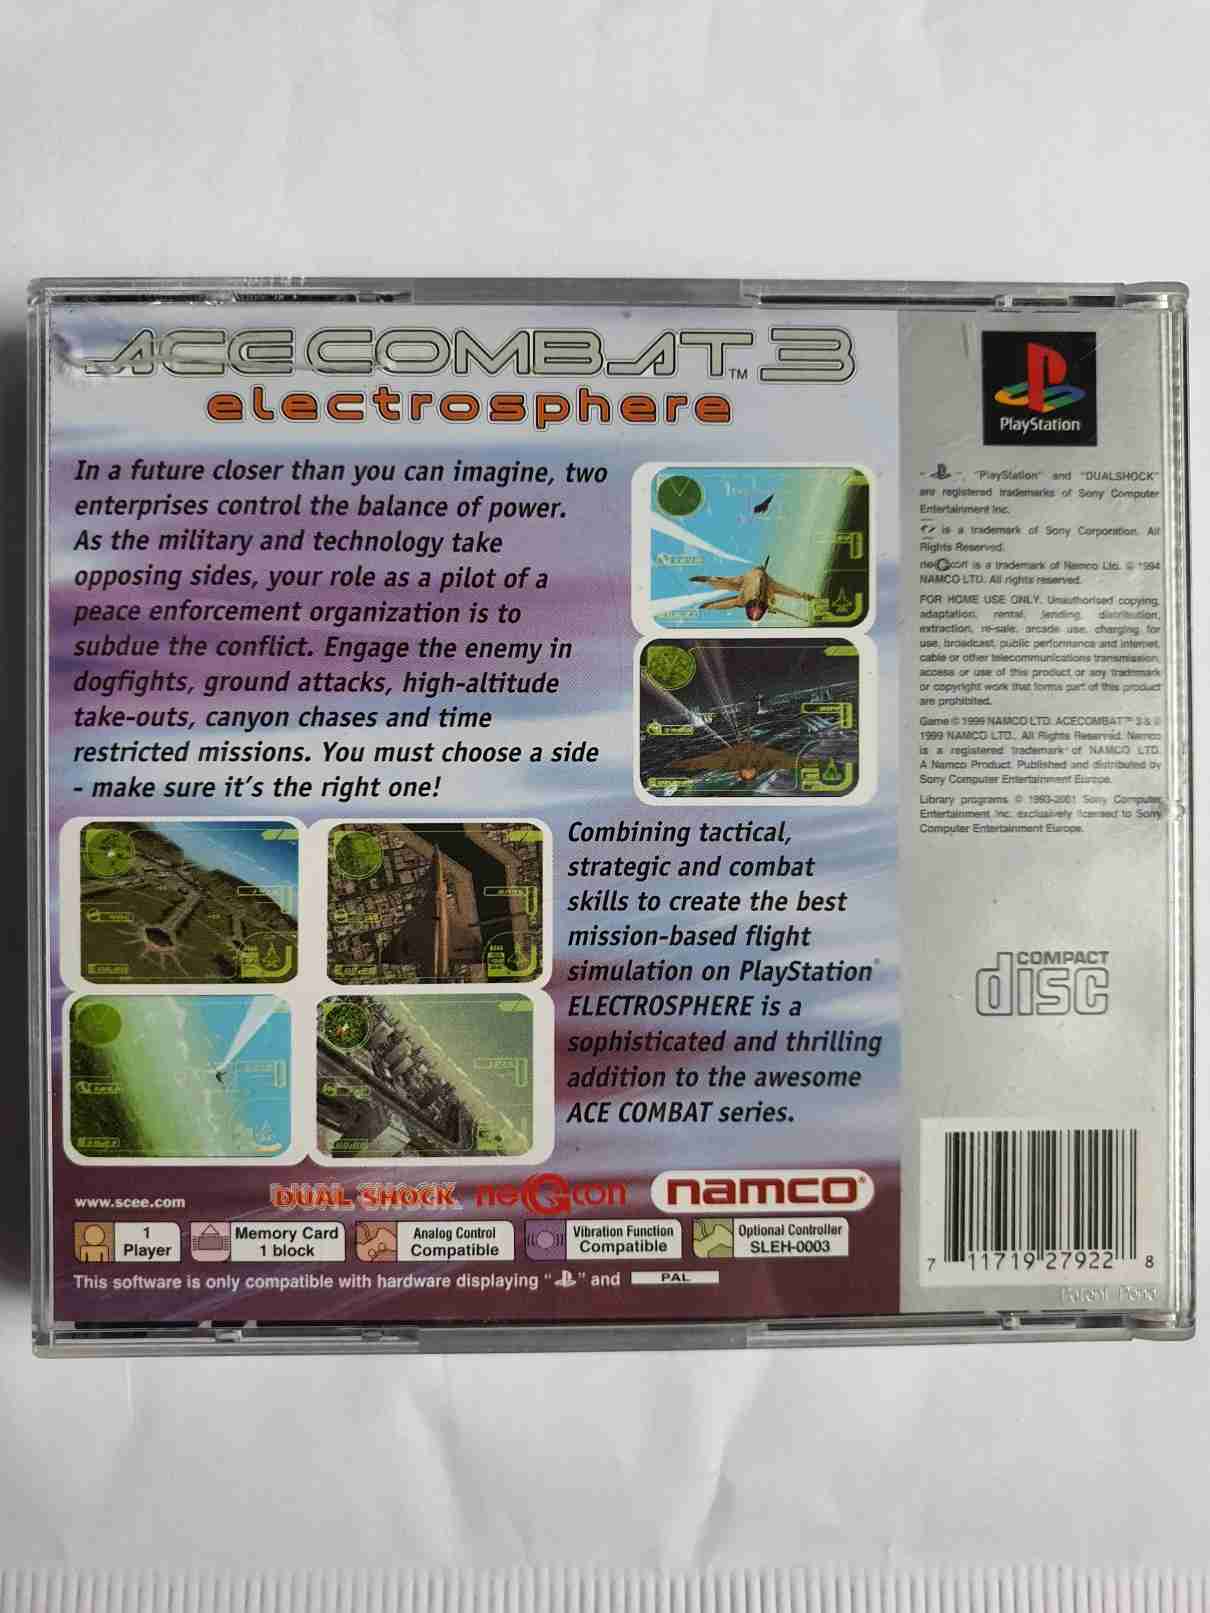 ACE COMBAT™ 3
electrosphere
In a future closer than you can imagine, two
enterprises control the balance of power.
As the military and technology take
opposing sides, your role as a pilot of a
peace enforcement organization is to
subdue the conflict. Engage the enemy in
dogfights, ground attacks, high-altitude
take-outs, canyon chases and time
restricted missions. You must choose a side
- make sure it's the right one!
Combining tactical,
strategic and combat
skills to create the best
mission-based flight
simulation on PlayStation®
ELECTROSPHERE is a
sophisticated and thrilling
addition to the awesome
ACE COMBAT series.
www.scee.com
DUAL SHOCK
neGcon
namco®
1
Player
Memory Card
1 block
Analog Control
Compatible
Vibration Function
Compatible
Optional Controller
SLEH-0003
This software is only compatible with hardware displaying " " and PAL
PlayStation
" ", "PlayStation" and "DUALSHOCK"
are registered trademarks of Sony Computer
Entertainment Inc.
is a trademark of Sony Corporation. All
Rights Reserved.
neGcon is a trademark of Namco Ltd. © 1994
NAMCO LTD. All rights reserved.
FOR HOME USE ONLY. Unauthorised copying,
adaptation, rental, lending, distribution,
extraction, re-sale, arcade use, charging for
use, broadcast, public performance and internet,
cable or other telecommunications transmission,
access or use of this product or any trademark
or copyright work that forms part of this product
are prohibited.
Game © 1999 NAMCO LTD. ACECOMBAT™ 3 & ©
1999 NAMCO LTD., All Rights Reserved. Namco
is a registered trademark of NAMCO LTD.
A Namco Product. Published and distributed by
Sony Computer Entertainment Europe.
Library programs © 1993-2001 Sony Computer
Entertainment Inc. exclusively licensed to Sony
Computer Entertainment Europe.
COMPACT
disc
7 11719 27922 8
Patent Pend